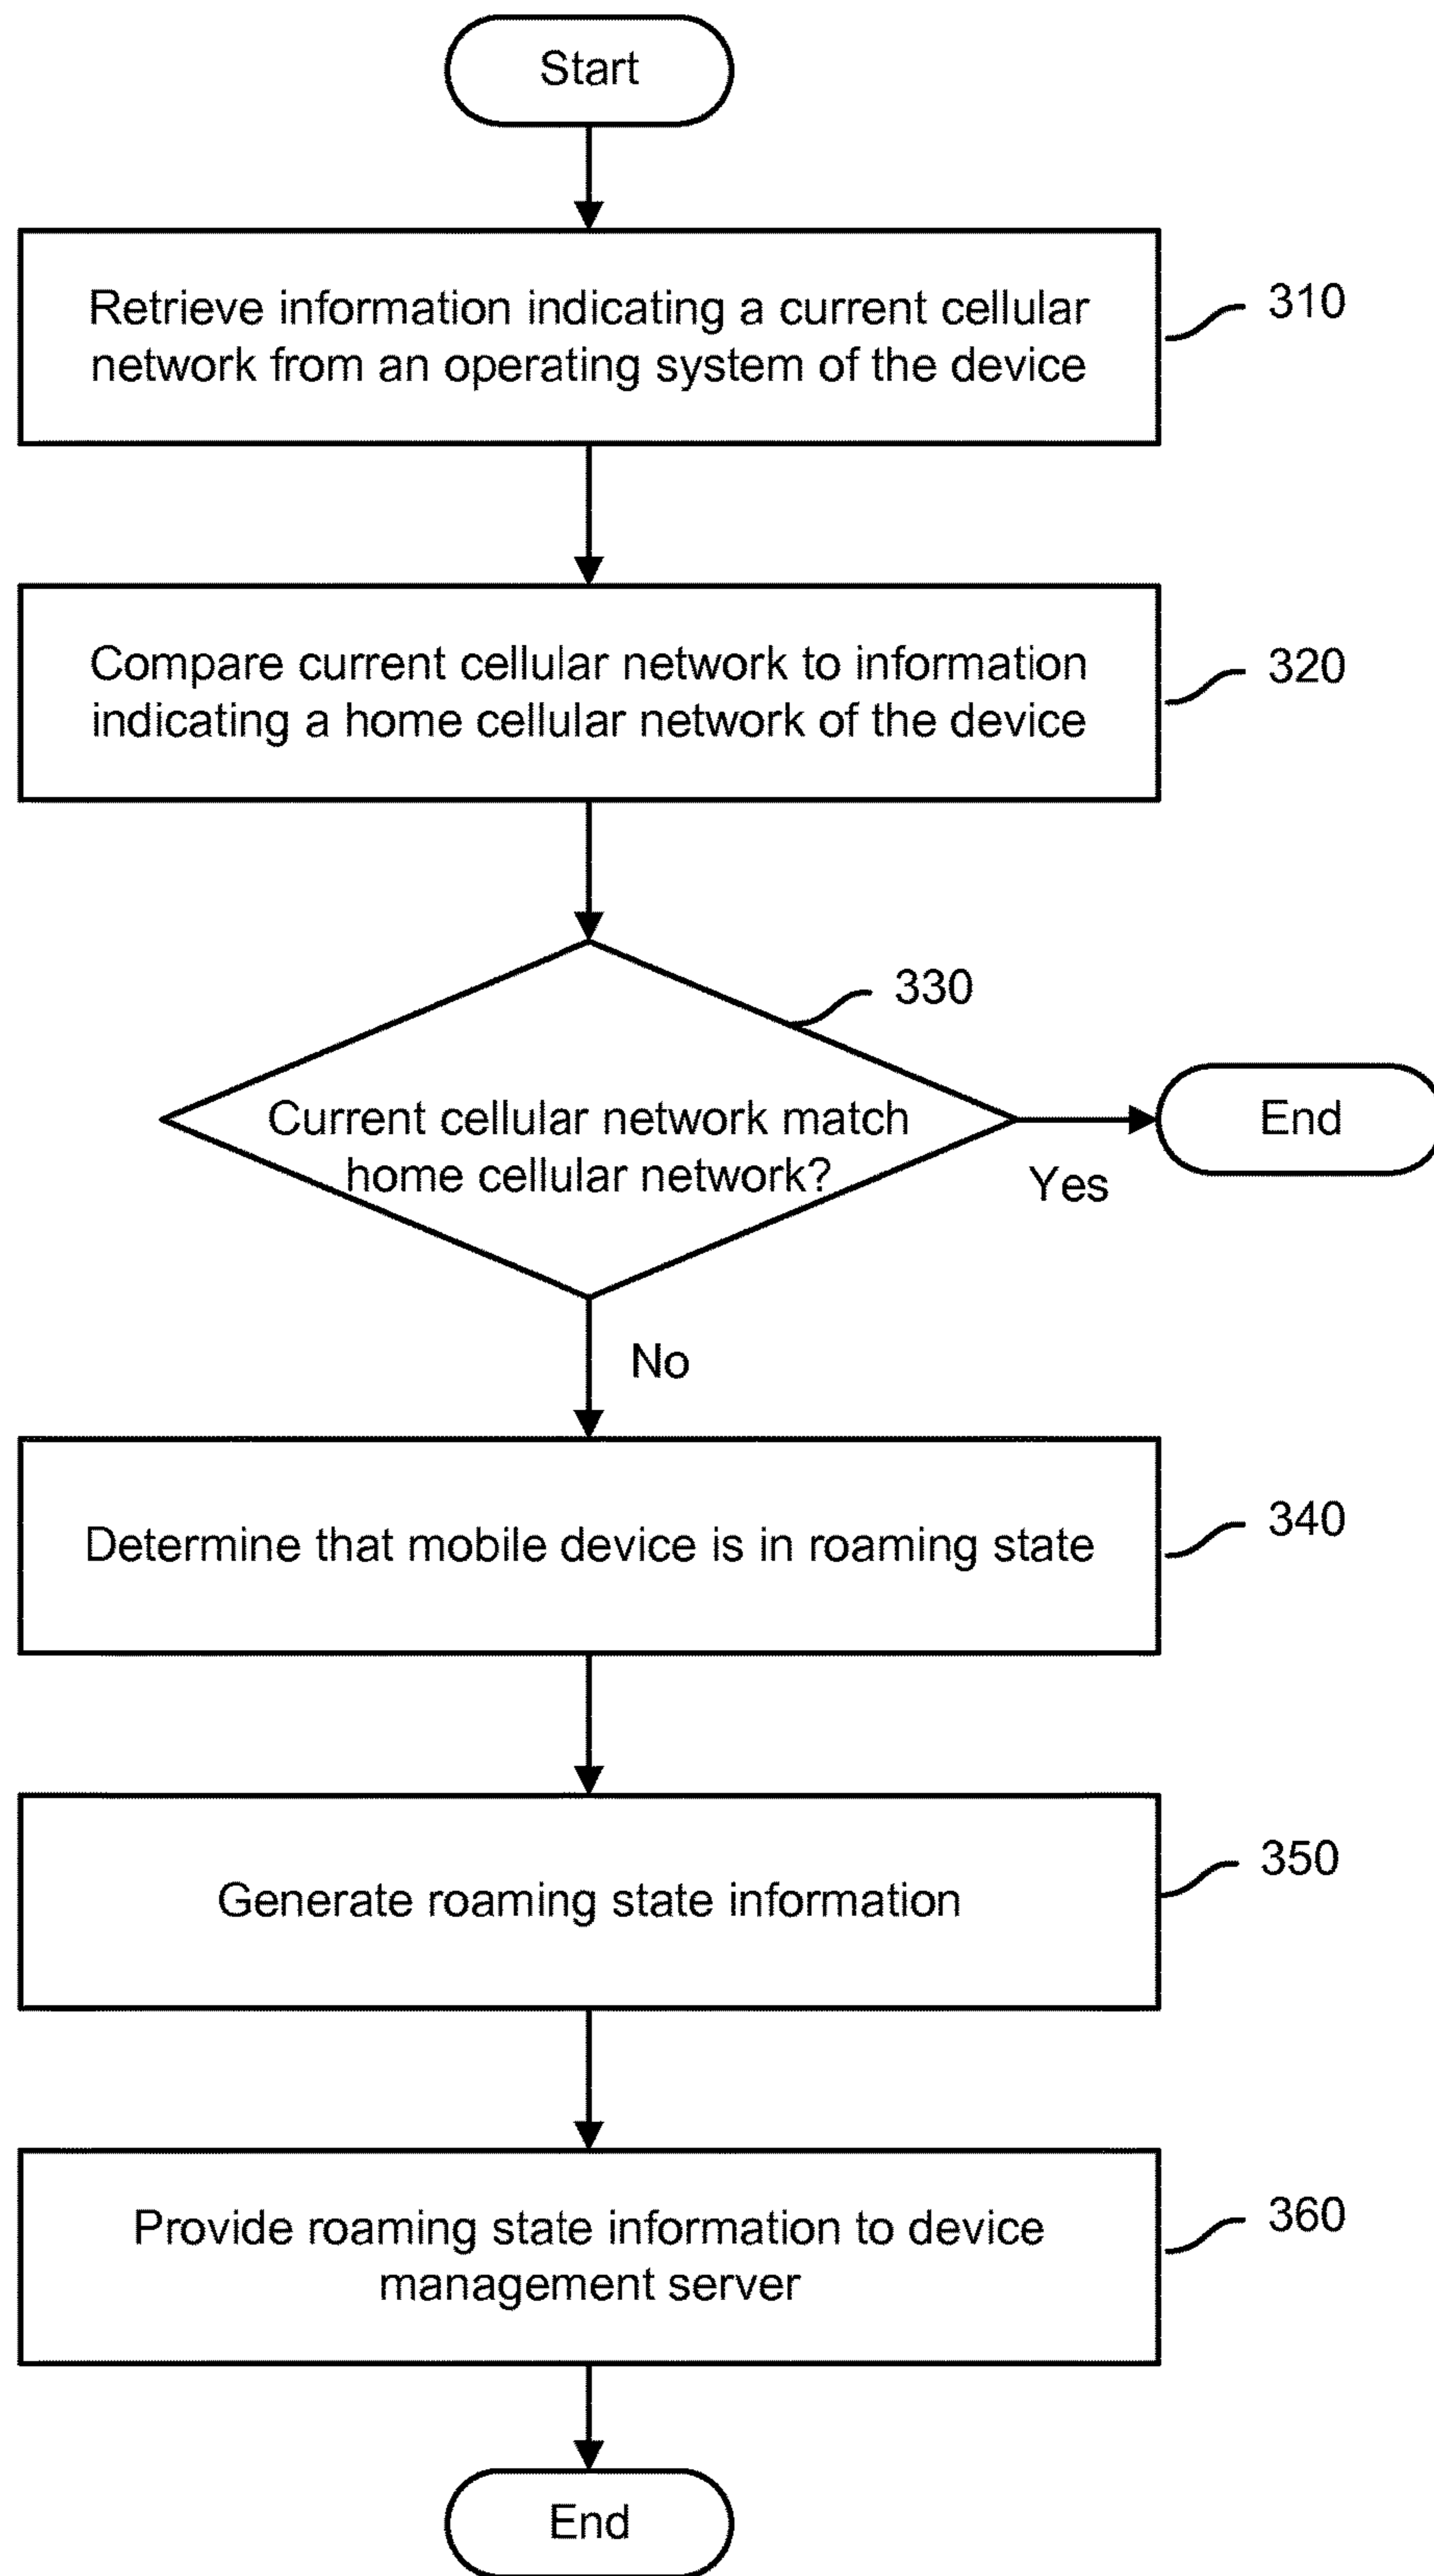 Start
Retrieve information indicating a current cellular
network from an operating system of the device
310
Compare current cellular network to information
indicating a home cellular network of the device
320
330
Current cellular network match
home cellular network?
End
Yes
No
Determine that mobile device is in roaming state
340
Generate roaming state information
350
Provide roaming state information to device
management server
360
End